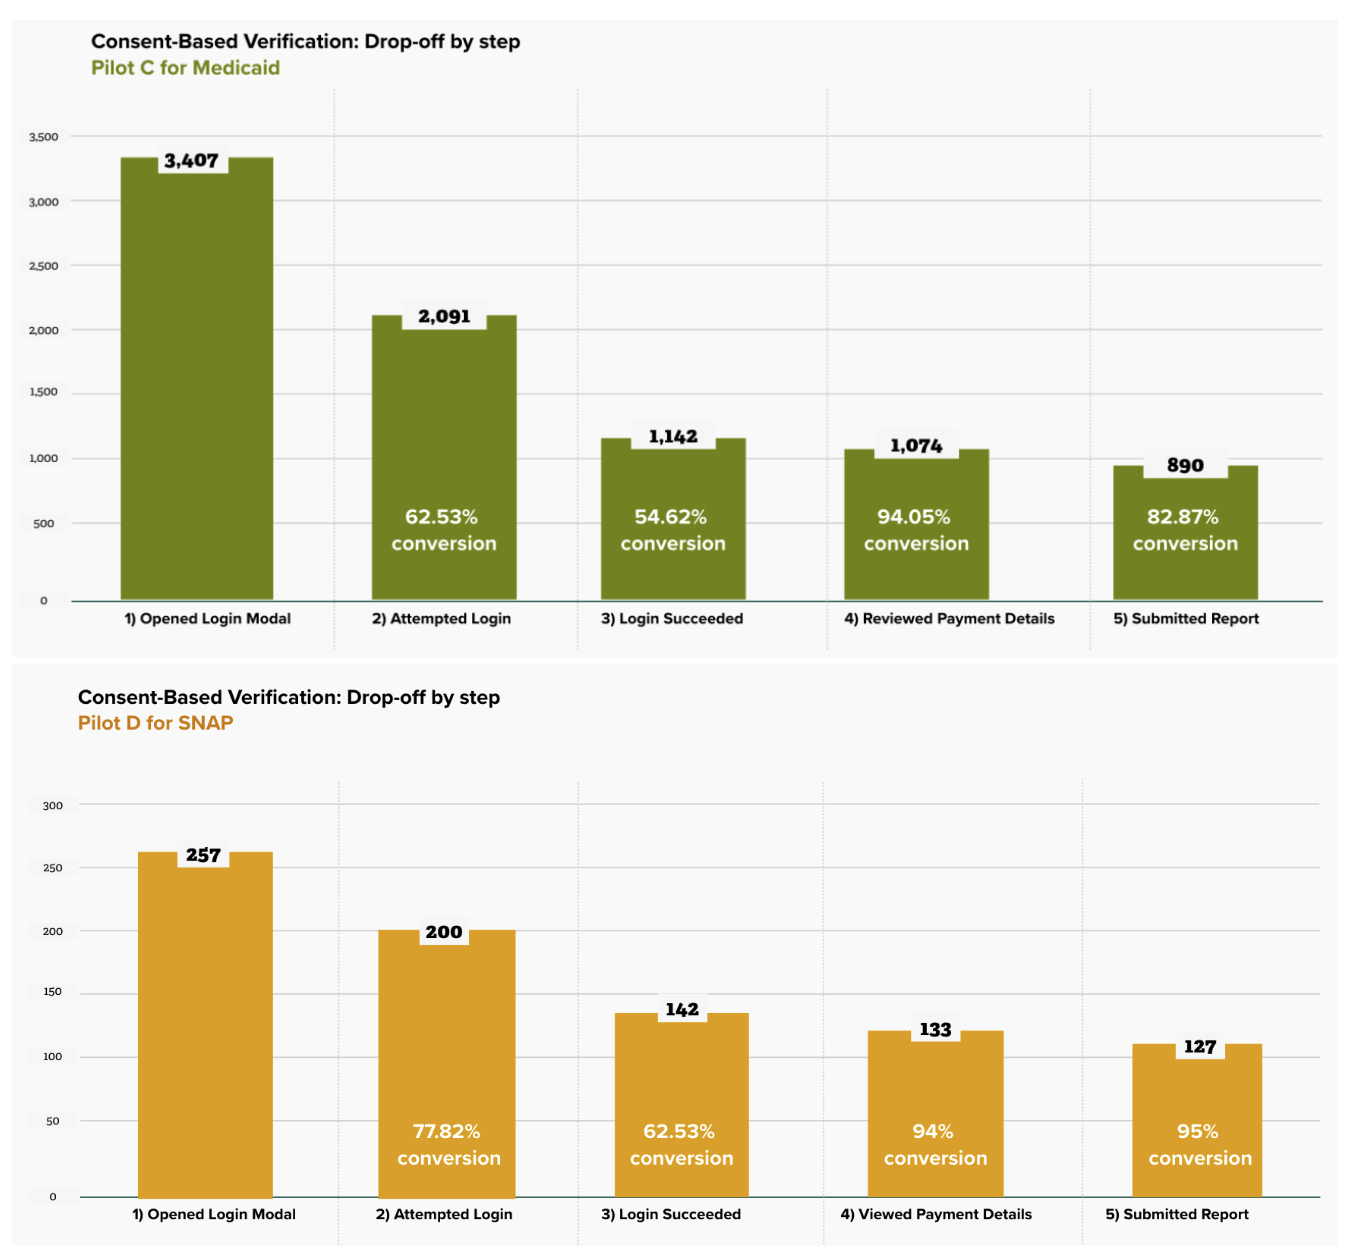 Consent-Based Verification: Drop-off by step
Pilot C for Medicaid
3,500
3,407
3,000
2,500
2,000
2,091
1,500
1,142
1,074
1,000
890
500
62.53%
conversion
54.62%
conversion
94.05%
conversion
82.87%
conversion
0
1) Opened Login Modal
2) Attempted Login
3) Login Succeeded
4) Reviewed Payment Details
5) Submitted Report
Consent-Based Verification: Drop-off by step
Pilot D for SNAP
300
257
250
200
200
150
142
133
127
100
50
77.82%
conversion
62.53%
conversion
94%
conversion
95%
conversion
0
1) Opened Login Modal
2) Attempted Login
3) Login Succeeded
4) Viewed Payment Details
5) Submitted Report